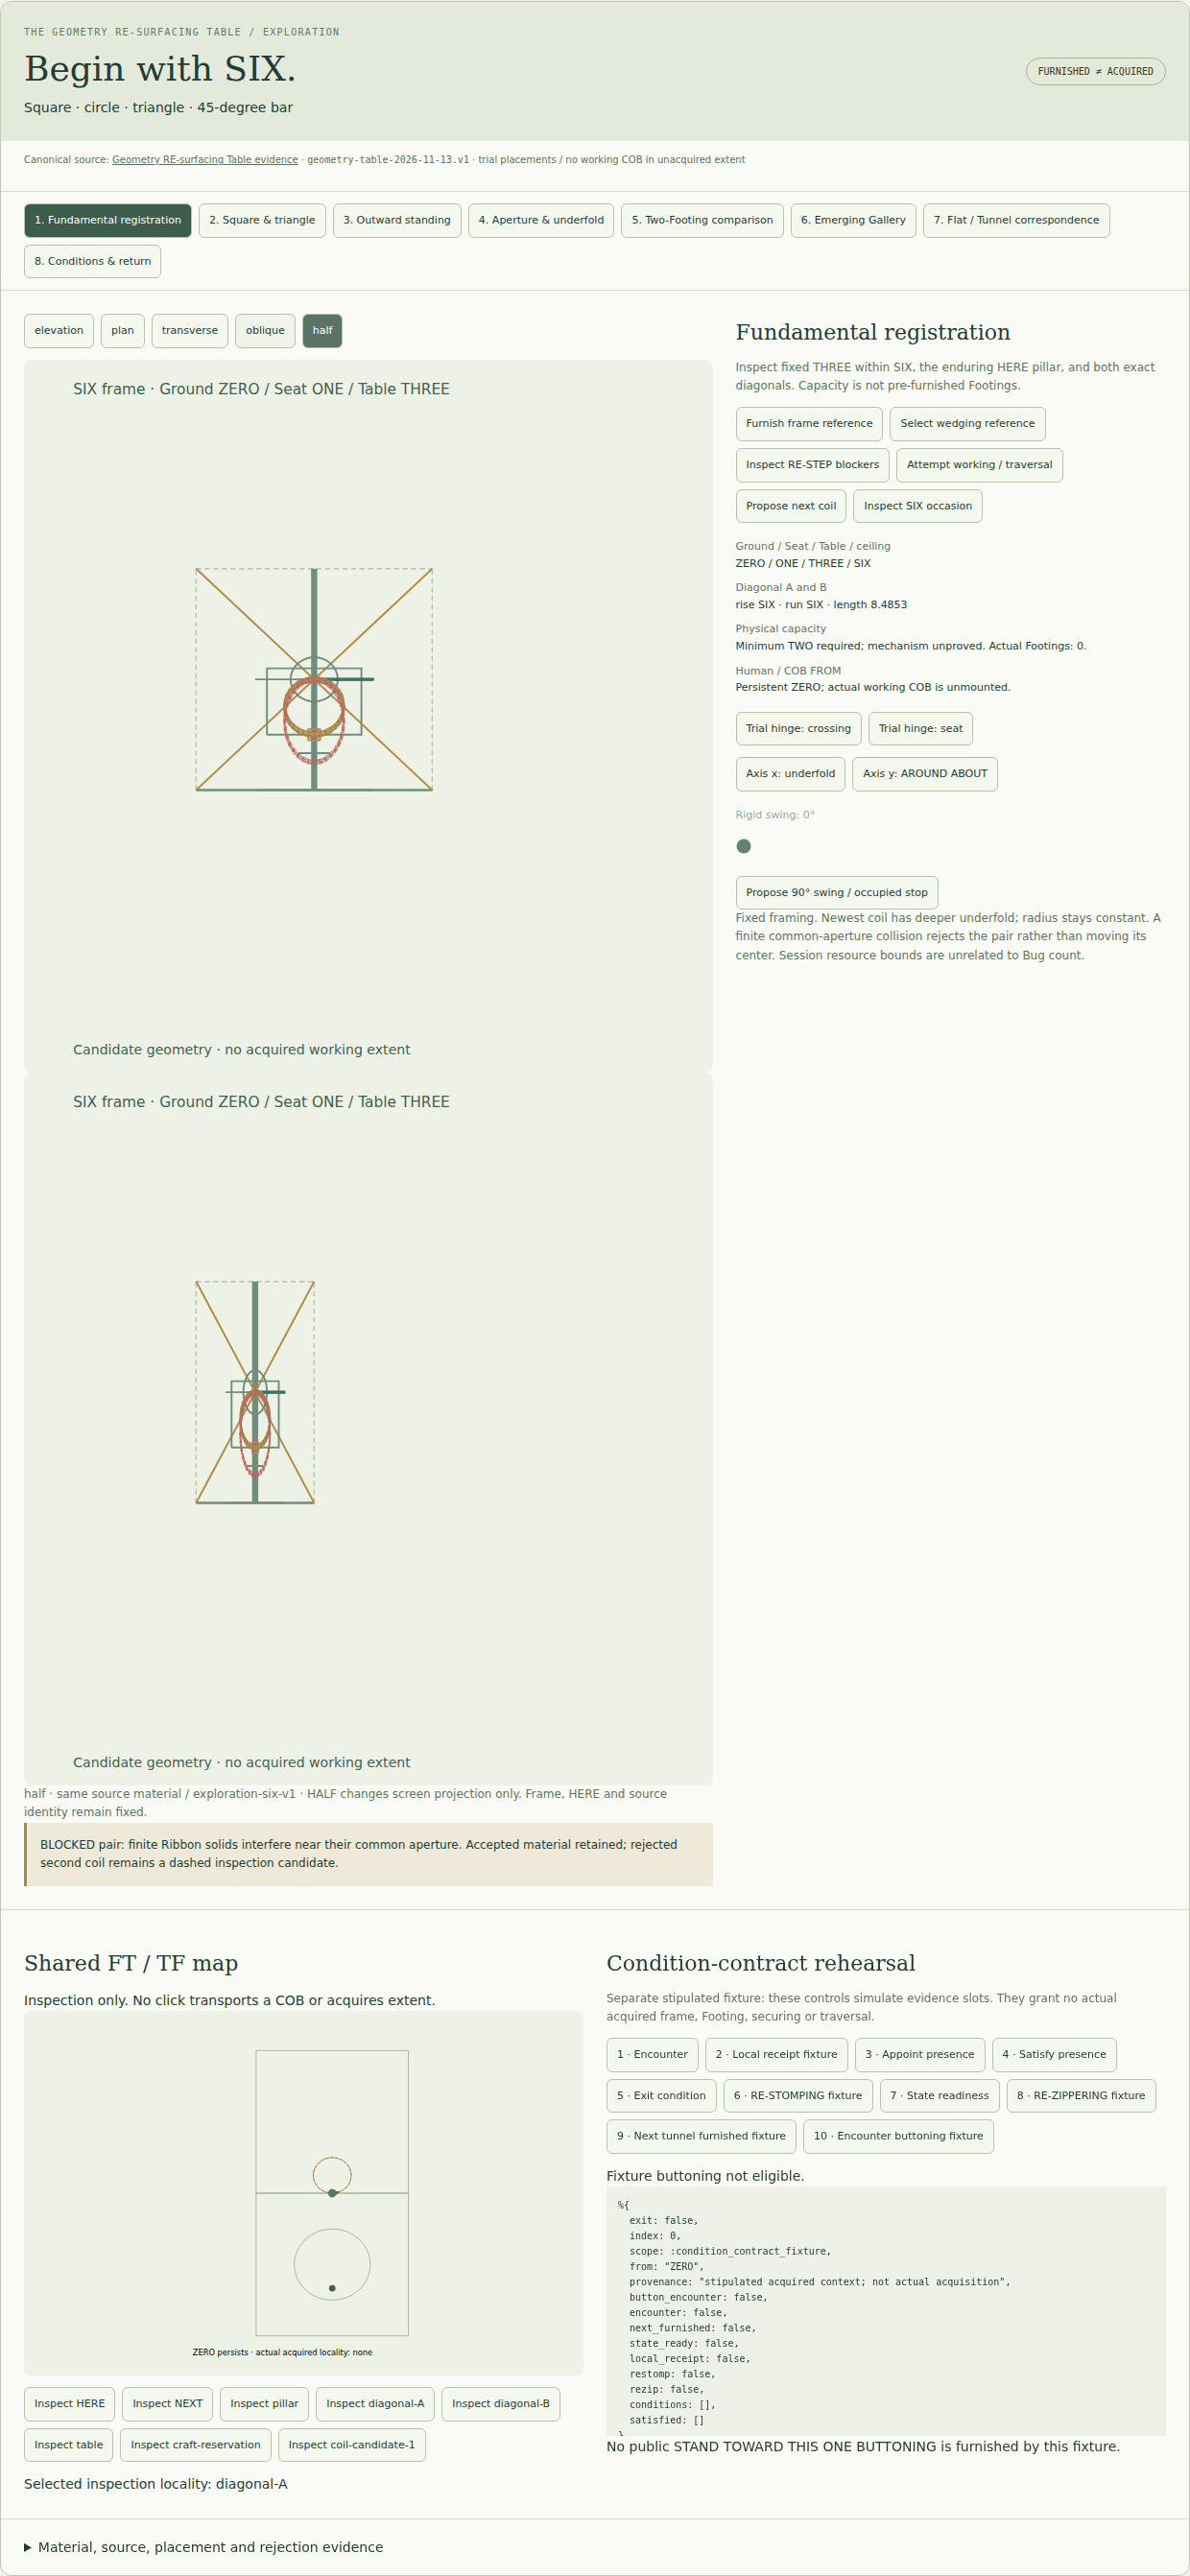 THE GEOMETRY RE-SURFACING TABLE / EXPLORATION
Begin with SIX.
FURNISHED ≠ ACQUIRED
Square · circle · triangle · 45-degree bar
Canonical source: Geometry RE-surfacing Table evidence · geometry-table-2026-11-13.v1 · trial placements / no working COB in unacquired extent
1. Fundamental registration
2. Square & triangle
3. Outward standing
4. Aperture & underfold
5. Two-Footing comparison
6. Emerging Gallery
7. Flat / Tunnel correspondence
8. Conditions & return
elevation
plan
transverse
oblique
half
SIX frame · Ground ZERO / Seat ONE / Table THREE
Candidate geometry · no acquired working extent
SIX frame · Ground ZERO / Seat ONE / Table THREE
Candidate geometry · no acquired working extent
half · same source material / exploration-six-v1 · HALF changes screen projection only. Frame, HERE and source
identity remain fixed.
BLOCKED pair: finite Ribbon solids interfere near their common aperture. Accepted material retained; rejected
second coil remains a dashed inspection candidate.
Fundamental registration
Inspect fixed THREE within SIX, the enduring HERE pillar, and both exact
diagonals. Capacity is not pre-furnished Footings.
Furnish frame reference
Select wedging reference
Inspect RE-STEP blockers
Attempt working / traversal
Propose next coil
Inspect SIX occasion
Ground / Seat / Table / ceiling
ZERO / ONE / THREE / SIX
Diagonal A and B
rise SIX · run SIX · length 8.4853
Physical capacity
Minimum TWO required; mechanism unproved. Actual Footings: 0.
Human / COB FROM
Persistent ZERO; actual working COB is unmounted.
Trial hinge: crossing
Trial hinge: seat
Axis x: underfold
Axis y: AROUND ABOUT
Rigid swing: 0°
Propose 90° swing / occupied stop
Fixed framing. Newest coil has deeper underfold; radius stays constant. A
finite common-aperture collision rejects the pair rather than moving its
center. Session resource bounds are unrelated to Bug count.
Shared FT / TF map
Inspection only. No click transports a COB or acquires extent.
ZERO persists · actual acquired locality: none
Inspect HERE
Inspect NEXT
Inspect pillar
Inspect diagonal-A
Inspect diagonal-B
Inspect table
Inspect craft-reservation
Inspect coil-candidate-1
Selected inspection locality: diagonal-A
Condition-contract rehearsal
Separate stipulated fixture: these controls simulate evidence slots. They grant no actual
acquired frame, Footing, securing or traversal.
1 · Encounter
2 · Local receipt fixture
3 · Appoint presence
4 · Satisfy presence
5 · Exit condition
6 · RE-STOMPING fixture
7 · State readiness
8 · RE-ZIPPERING fixture
9 · Next tunnel furnished fixture
10 · Encounter buttoning fixture
Fixture buttoning not eligible.
%{
exit: false,
index: 0,
scope: :condition_contract_fixture,
from: "ZERO",
provenance: "stipulated acquired context; not actual acquisition",
button_encounter: false,
encounter: false,
next_furnished: false,
state_ready: false,
local_receipt: false,
restomp: false,
rezip: false,
conditions: [],
satisfied: []
}
No public STAND TOWARD THIS ONE BUTTONING is furnished by this fixture.
▶ Material, source, placement and rejection evidence